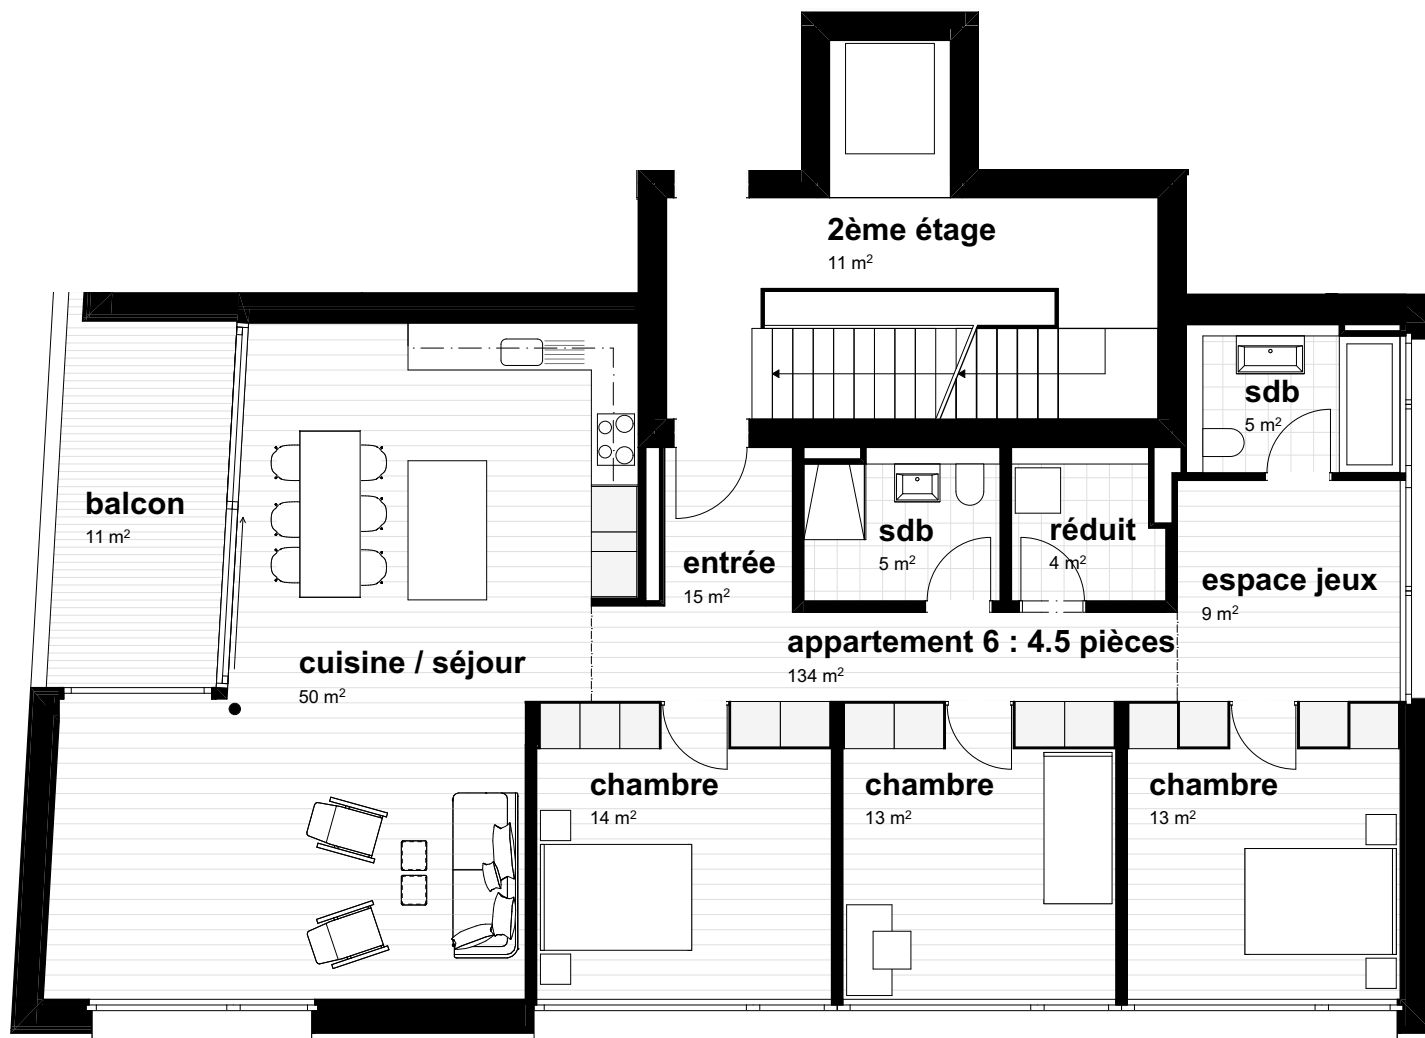 2ème étage
11 m²
sdb
5 m²
balcon
11 m²
sdb
5 m²
réduit
4 m²
entrée
15 m²
espace jeux
9 m²
appartement 6 : 4.5 pièces
134 m²
cuisine / séjour
50 m²
chambre
14 m²
chambre
13 m²
chambre
13 m²